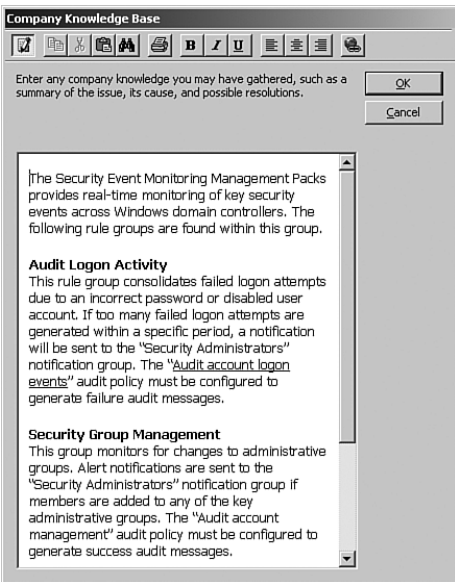 Company Knowledge Base
B I U
Enter any company knowledge you may have gathered, such as a
summary of the issue, its cause, and possible resolutions.
OK
Cancel
The Security Event Monitoring Management Packs
provides real-time monitoring of key security
events across Windows domain controllers. The
following rule groups are found within this group.
Audit Logon Activity
This rule group consolidates failed logon attempts
due to an incorrect password or disabled user
account. If too many failed logon attempts are
generated within a specific period, a notification
will be sent to the "Security Administrators"
notification group. The "Audit account logon
events" audit policy must be configured to
generate failure audit messages.
Security Group Management
This group monitors for changes to administrative
groups. Alert notifications are sent to the
"Security Administrators" notification group if
members are added to any of the key
administrative groups. The "Audit account
management" audit policy must be configured to
generate success audit messages.